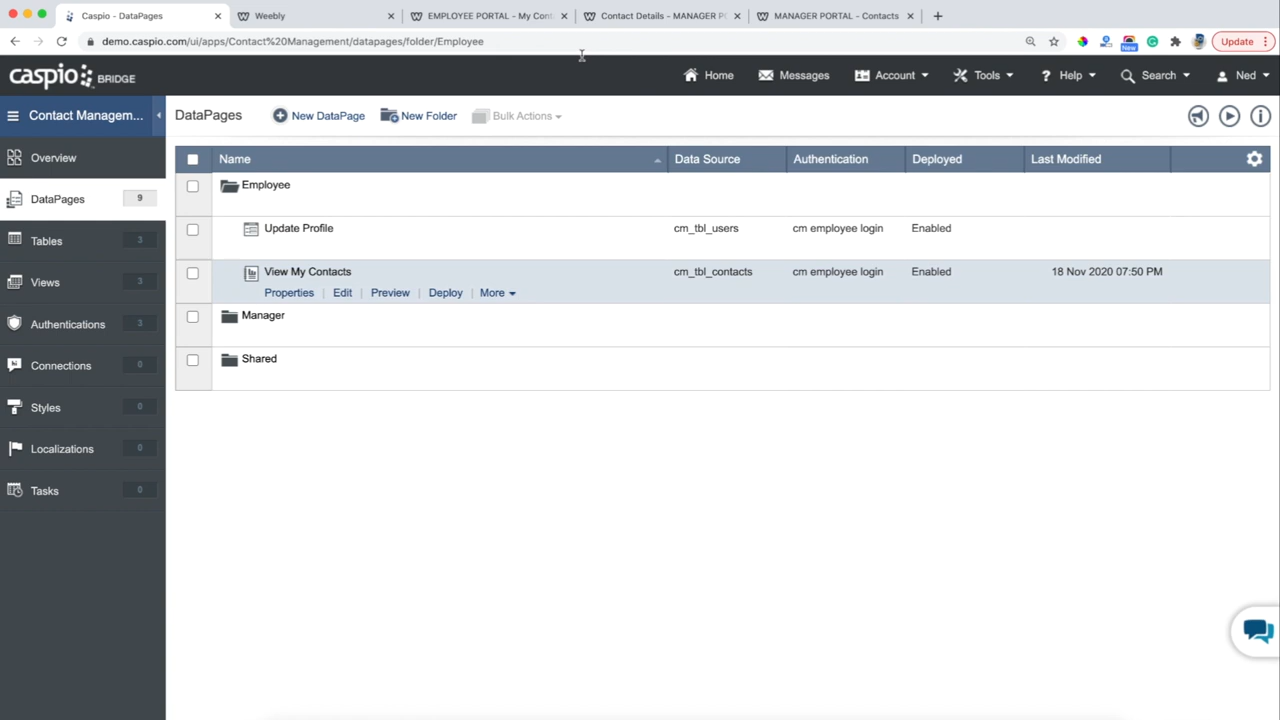 Caspio - DataPages
Weebly
EMPLOYEE PORTAL - My Cont
Contact Details - MANAGER P
MANAGER PORTAL - Contacts
demo.caspio.com/ui/apps/Contact%20Management/datapages/folder/Employee
New
Update
caspio BRIDGE
Home
Messages
Account
Tools
Help
Search
Ned
Contact Managem...
DataPages
New DataPage
New Folder
Bulk Actions
Overview
DataPages 9
Tables 3
Views 3
Authentications 3
Connections 0
Styles 0
Localizations 0
Tasks 0
Name Data Source Authentication Deployed Last Modified
Employee
Update Profile cm_tbl_users cm employee login Enabled
View My Contacts cm_tbl_contacts cm employee login Enabled 18 Nov 2020 07:50 PM
Properties | Edit | Preview | Deploy | More
Manager
Shared